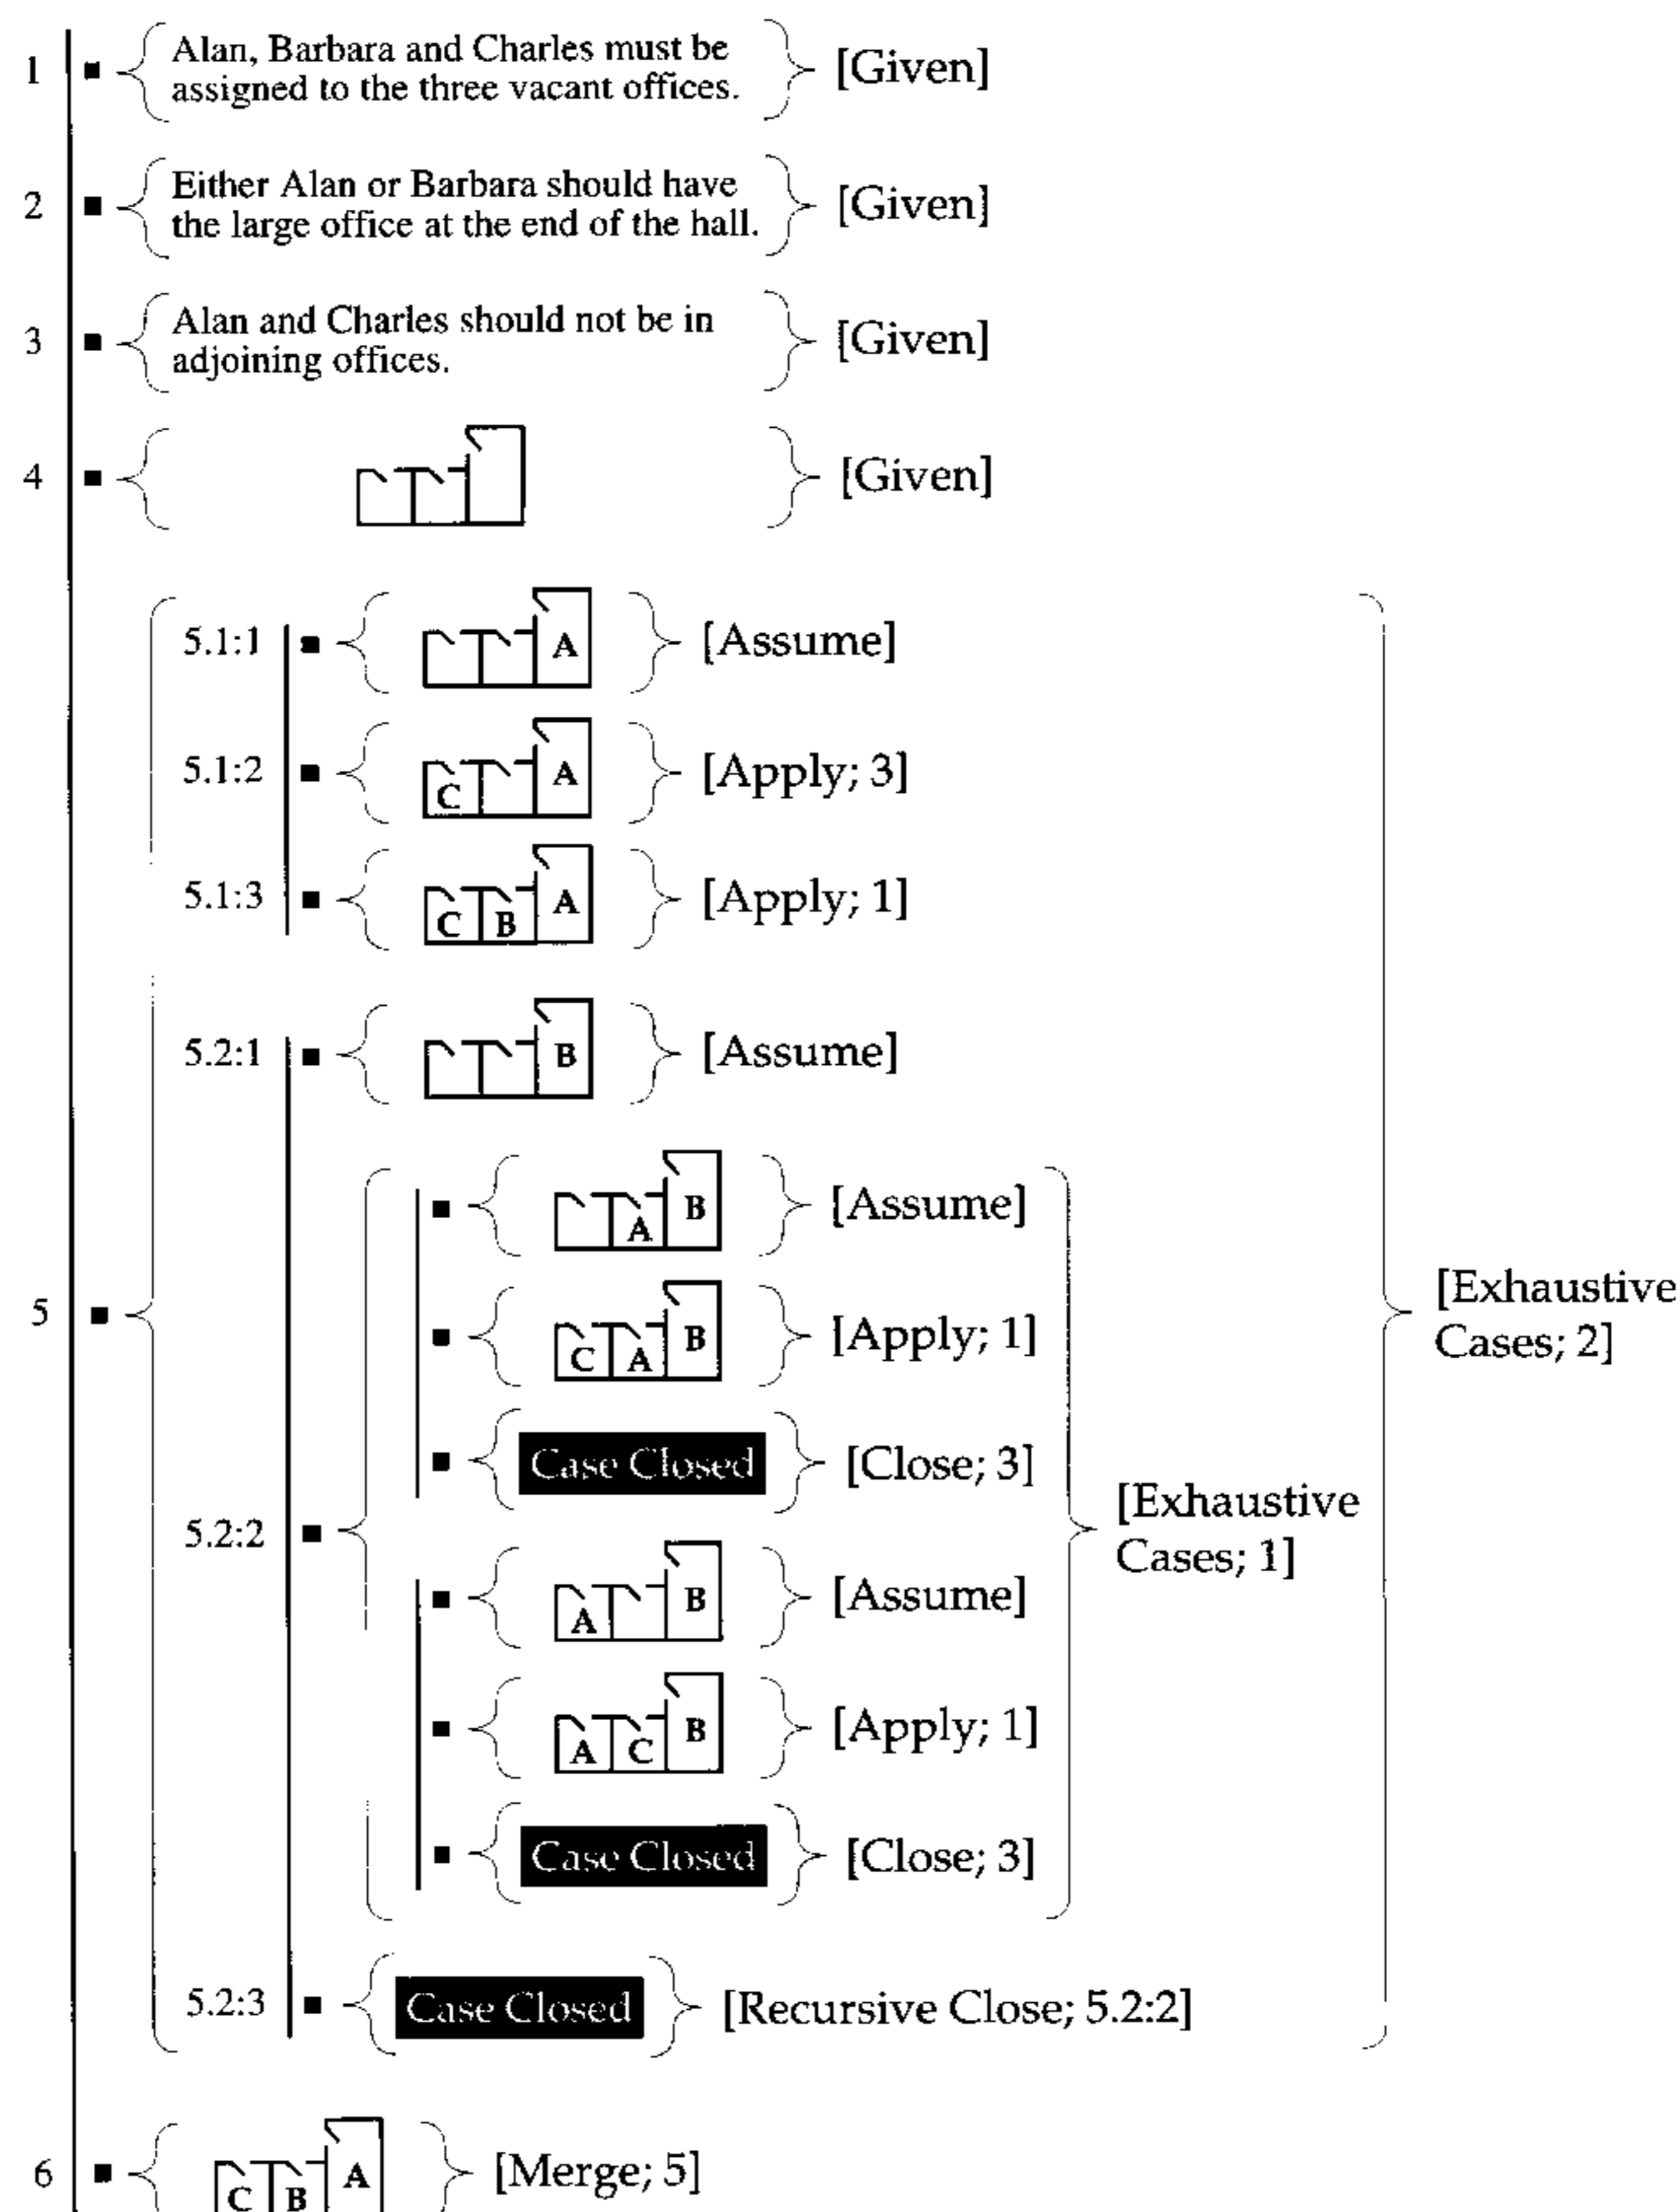 1 Alan, Barbara and Charles must be
assigned to the three vacant offices. [Given]
2 Either Alan or Barbara should have
the large office at the end of the hall. [Given]
3 Alan and Charles should not be in
adjoining offices. [Given]
4 [Given]
5.1:1 A [Assume]
5.1:2 C A [Apply; 3]
5.1:3 C B A [Apply; 1]
5.2:1 B [Assume]
A B [Assume]
5 [Exhaustive
Cases; 2]
C A B [Apply; 1]
Case Closed [Close; 3]
5.2:2 [Exhaustive
Cases; 1]
A B [Assume]
A C B [Apply; 1]
Case Closed [Close; 3]
5.2:3 Case Closed [Recursive Close; 5.2:2]
6 C B A [Merge; 5]